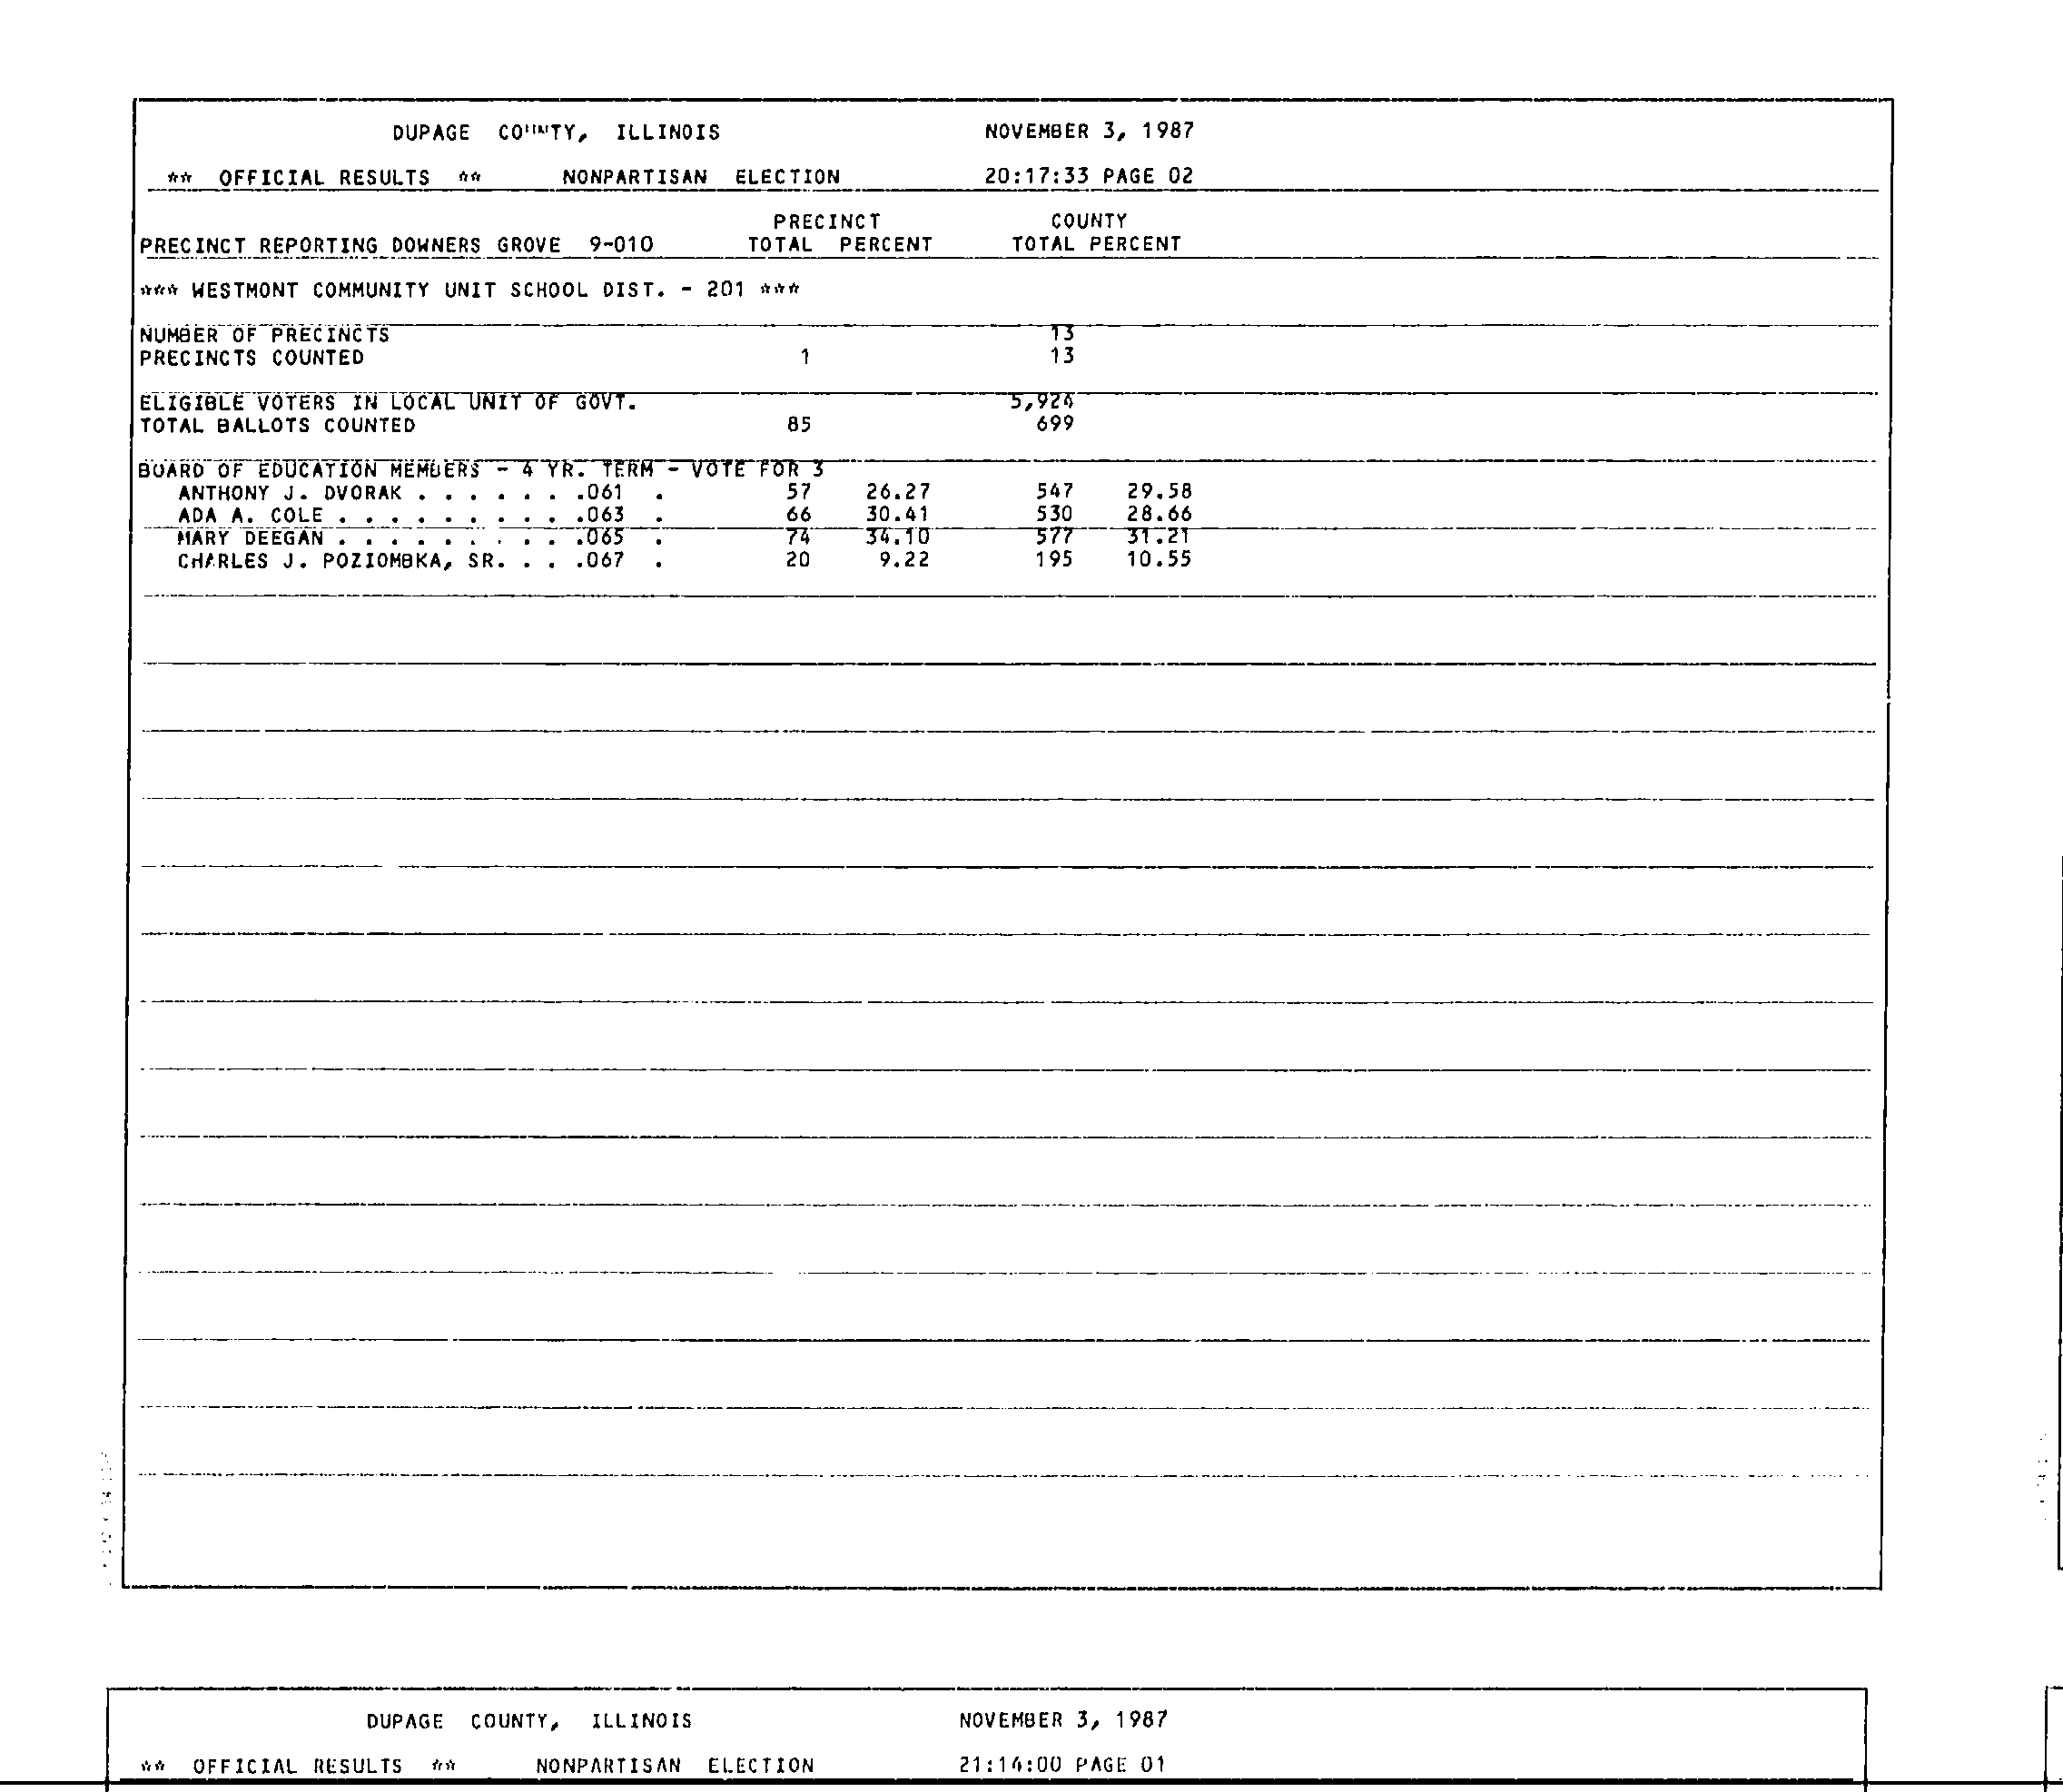 DUPAGE COUNTY, ILLINOIS NOVEMBER 3, 1987
** OFFICIAL RESULTS ** NONPARTISAN ELECTION 20:17:33 PAGE 02
PRECINCT COUNTY
PRECINCT REPORTING DOWNERS GROVE 9-010 TOTAL PERCENT TOTAL PERCENT
*** WESTMONT COMMUNITY UNIT SCHOOL DIST. - 201 ***
NUMBER OF PRECINCTS 13
PRECINCTS COUNTED 1 13
ELIGIBLE VOTERS IN LOCAL UNIT OF GOVT. 5,924
TOTAL BALLOTS COUNTED 85 699
BOARD OF EDUCATION MEMBERS - 4 YR. TERM - VOTE FOR 3
ANTHONY J. DVORAK . . . . . . .061 . 57 26.27 547 29.58
ADA A. COLE . . . . . . . . . .063 . 66 30.41 530 28.66
MARY DEEGAN . . . . . . . . . .065 . 74 34.10 577 31.21
CHARLES J. POZIOMBKA, SR. . . .067 . 20 9.22 195 10.55
DUPAGE COUNTY, ILLINOIS NOVEMBER 3, 1987
** OFFICIAL RESULTS ** NONPARTISAN ELECTION 21:14:00 PAGE 01